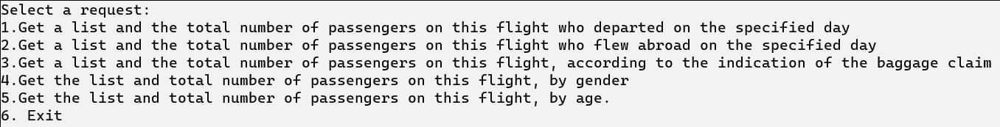 Select a request:
1.Get a list and the total number of passengers on this flight who departed on the specified day
2.Get a list and the total number of passengers on this flight who flew abroad on the specified day
3.Get a list and the total number of passengers on this flight, according to the indication of the baggage claim
4.Get the list and total number of passengers on this flight, by gender
5.Get the list and total number of passengers on this flight, by age.
6. Exit